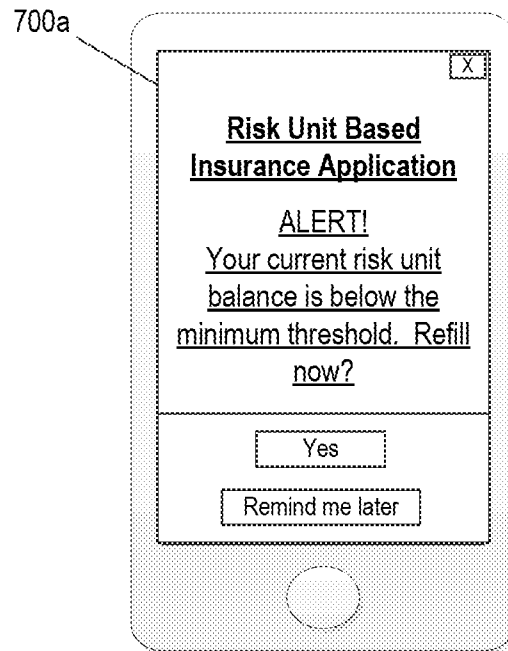 700a
X
Risk Unit Based
Insurance Application
ALERT!
Your current risk unit
balance is below the
minimum threshold. Refill
now?
Yes
Remind me later